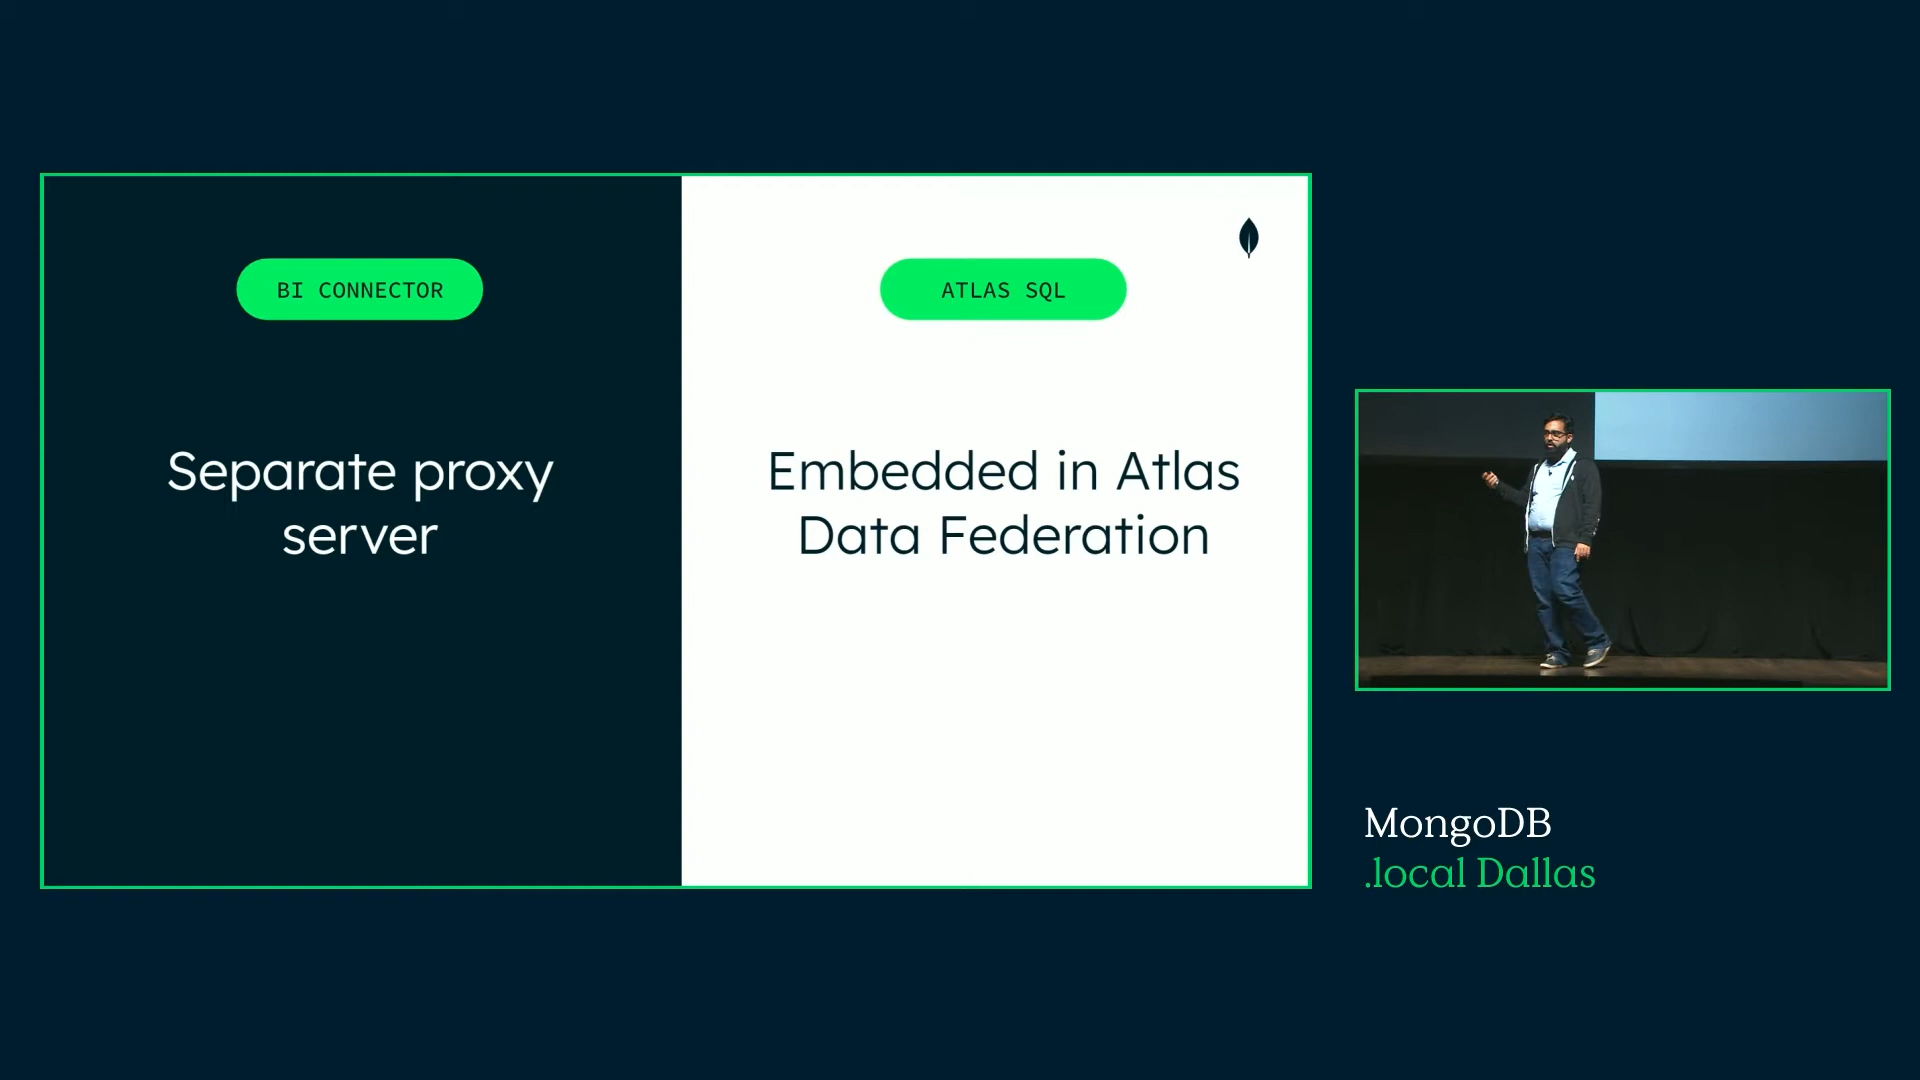 BI CONNECTOR
Separate proxy
server
ATLAS SQL
Embedded in Atlas
Data Federation
MongoDB
.local Dallas